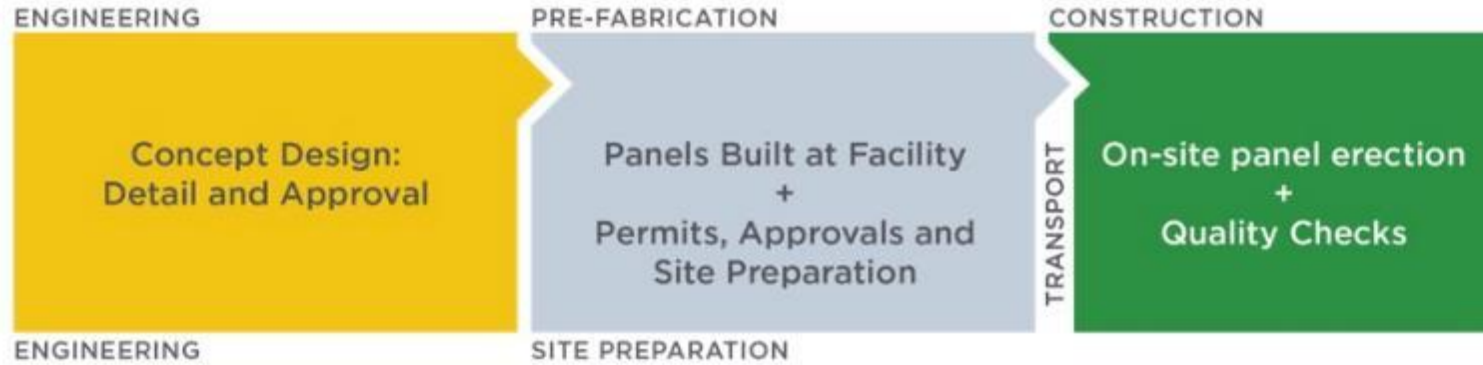 ENGINEERING
PRE-FABRICATION
CONSTRUCTION
Concept Design:
Detail and Approval
Panels Built at Facility
+
Permits, Approvals and
Site Preparation
TRANSPORT
On-site panel erection
+
Quality Checks
ENGINEERING
SITE PREPARATION